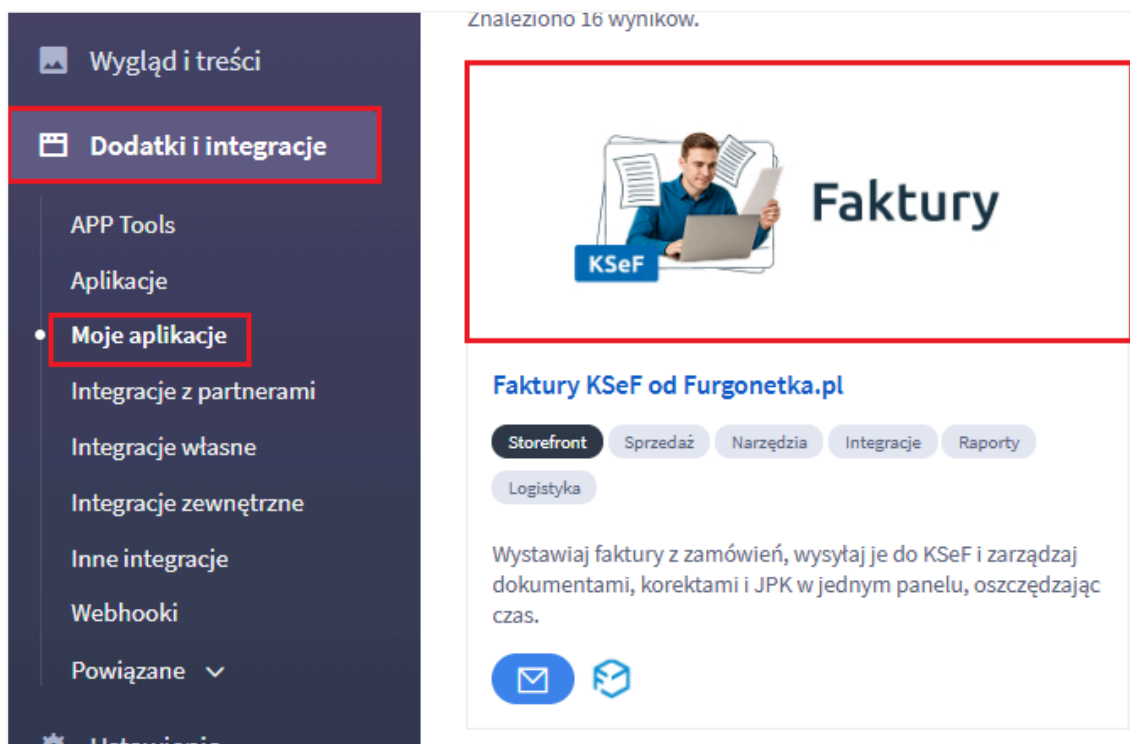 Wygląd i treści
Dodatki i integracje
APP Tools
Aplikacje
Moje aplikacje
Integracje z partnerami
Integracje własne
Integracje zewnętrzne
Inne integracje
Webhooki
Powiązane
Ustawienia
Znaleziono 16 wyników.
KSeF
Faktury
Faktury KSeF od Furgonetka.pl
Storefront
Sprzedaż
Narzędzia
Integracje
Raporty
Logistyka
Wystawiaj faktury z zamówień, wysyłaj je do KSeF i zarządzaj
dokumentami, korektami i JPK w jednym panelu, oszczędzając
czas.